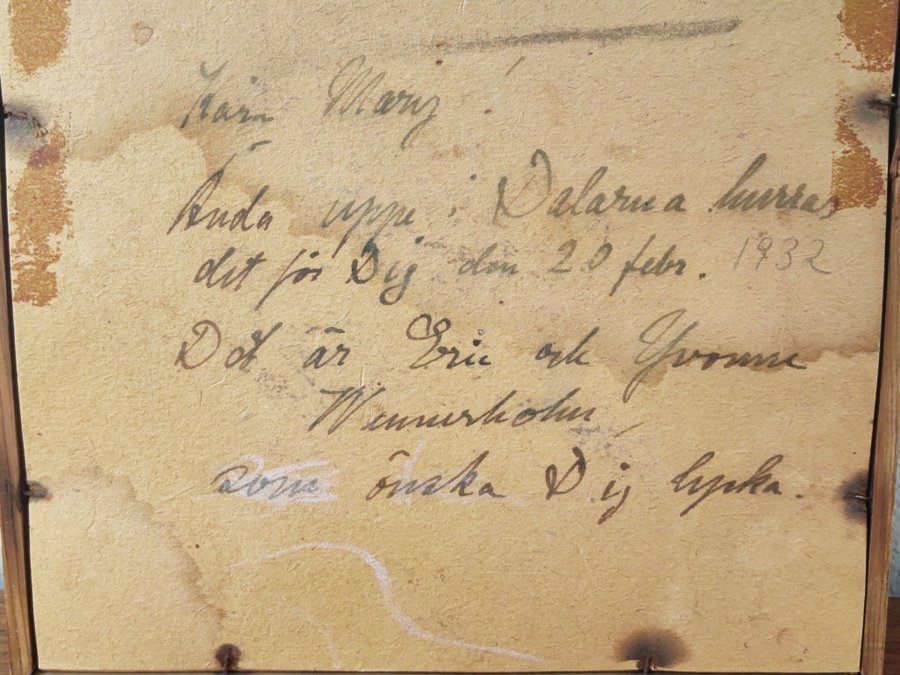 Kära Mary!
Ända uppe i Dalarna hurras
det för Dig den 20 febr. 1932
Det är Eric och Yvonne
Wennerholm
som önska Dig lycka.